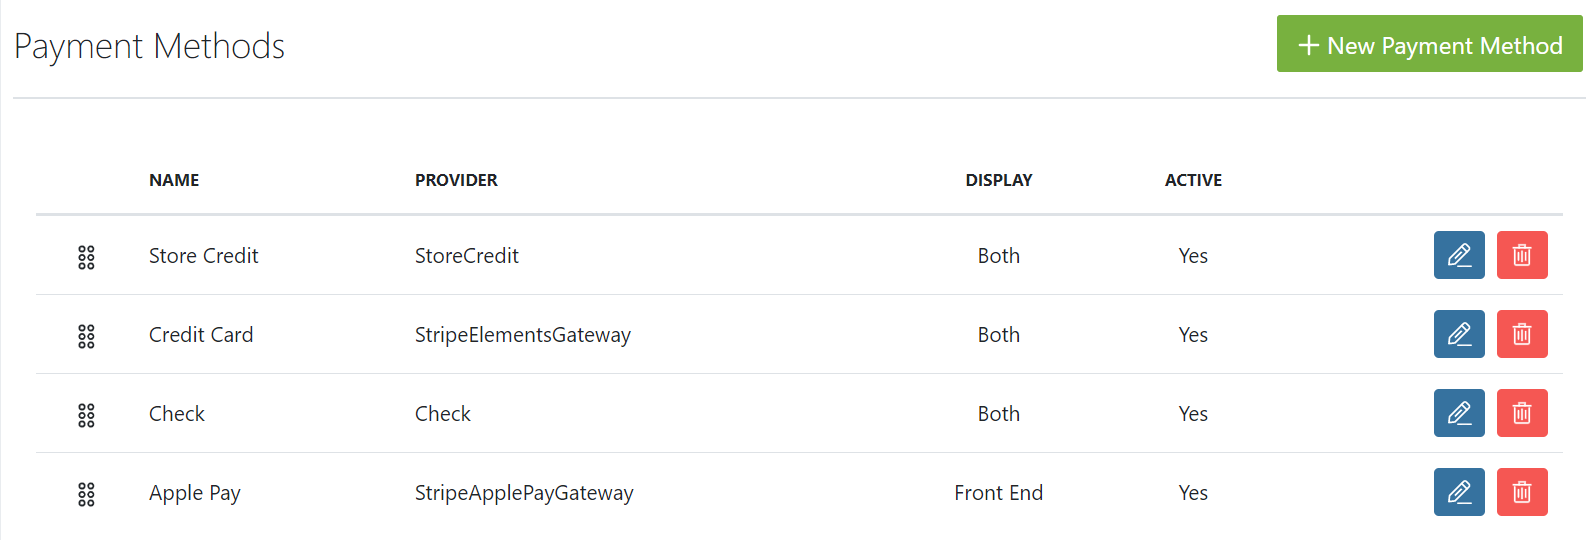 Payment Methods
New Payment Method
NAME PROVIDER DISPLAY ACTIVE
Store Credit StoreCredit Both Yes
Credit Card StripeElementsGateway Both Yes
Check Check Both Yes
Apple Pay StripeApplePayGateway Front End Yes